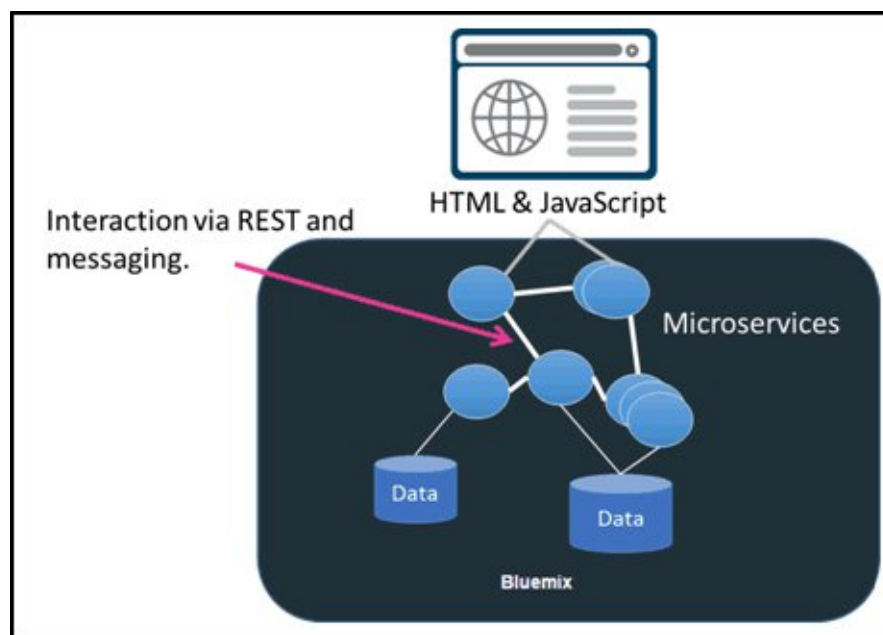 HTML & JavaScript
Interaction via REST and
messaging.
Microservices
Data
Data
Bluemix